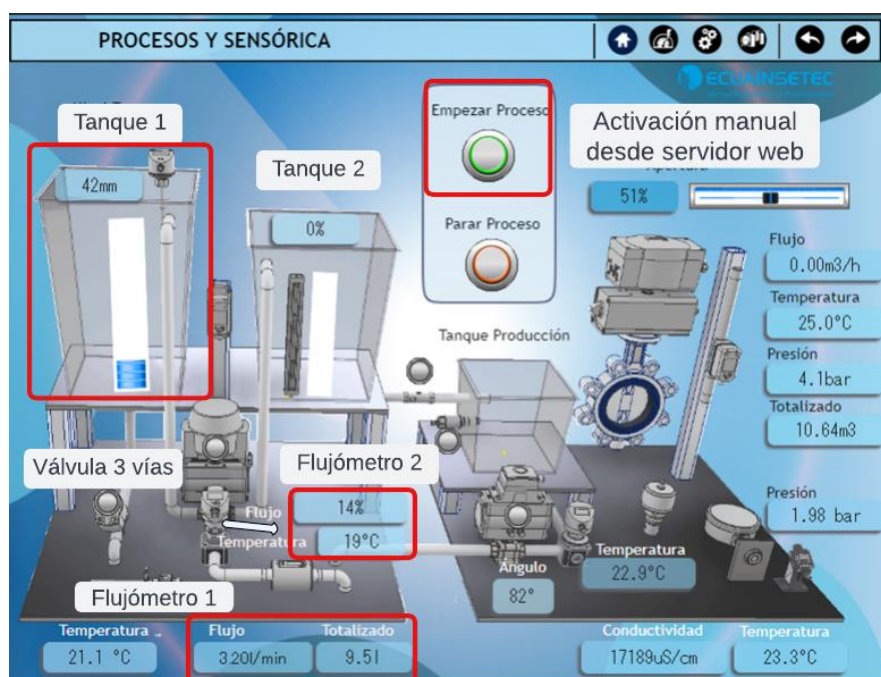 PROCESOS Y SENSÓRICA
ECUAINSETEC
Tanque 1
42mm
Tanque 2
0%
Empezar Proceso
Parar Proceso
Activación manual
desde servidor web
Apertura
51%
Flujo
0.00m3/h
Temperatura
25.0°C
Presión
4.1bar
Totalizado
10.64m3
Tanque Producción
Válvula 3 vías
Flujómetro 2
Flujo
14%
Temperatura
19°C
Presión
1.98 bar
Angulo
82°
Temperatura
22.9°C
Flujómetro 1
Temperatura
21.1 °C
Flujo
3.20l/min
Totalizado
9.5l
Conductividad
17189uS/cm
Temperatura
23.3°C